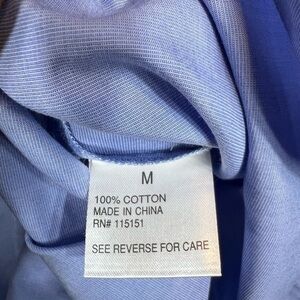 M
100% COTTON
MADE IN CHINA
RN# 115151
SEE REVERSE FOR CARE